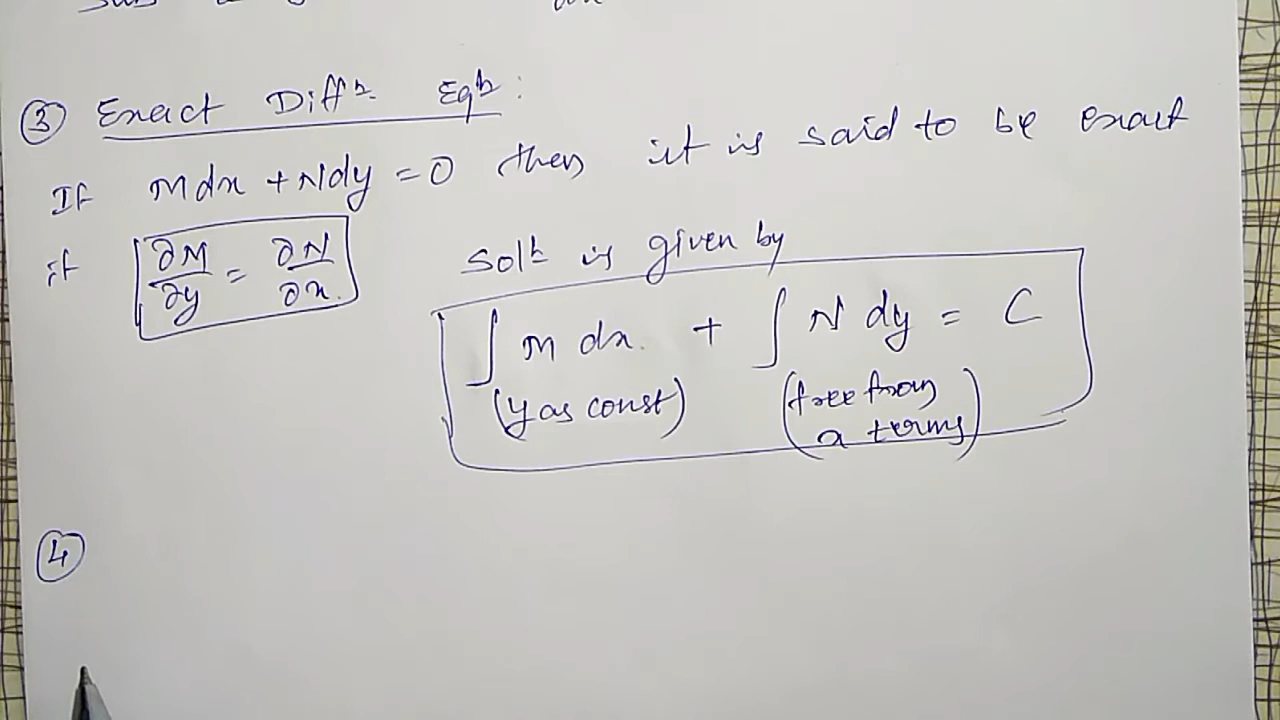 ③ Exact Diffⁿ. Eqⁿ:
If Mdx + Ndy = 0 then it is said to be exact
if ∂M/∂y = ∂N/∂x. Solⁿ is given by
∫ M dx. + ∫ N dy = C
(y as const) (free from x terms)
④